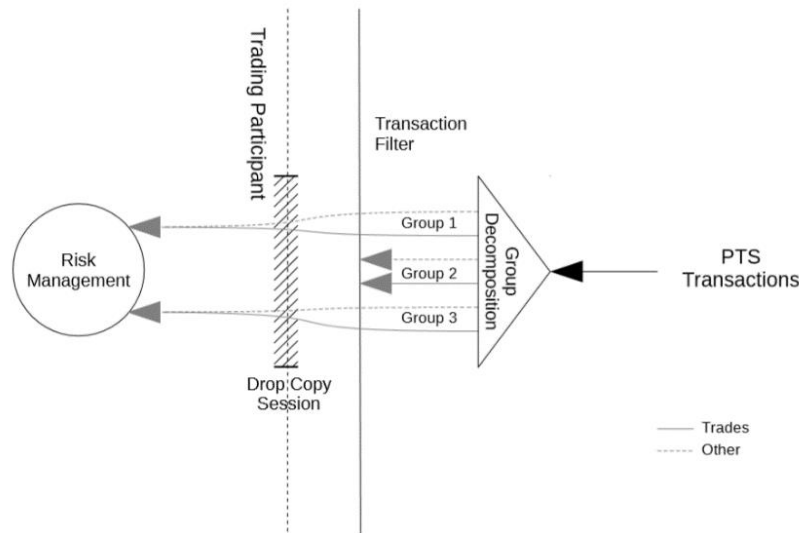 Trading Participant
Transaction
Filter
Group 1
Group 2
Group 3
Group
Decomposition
PTS
Transactions
Risk
Management
Drop Copy
Session
Trades
Other